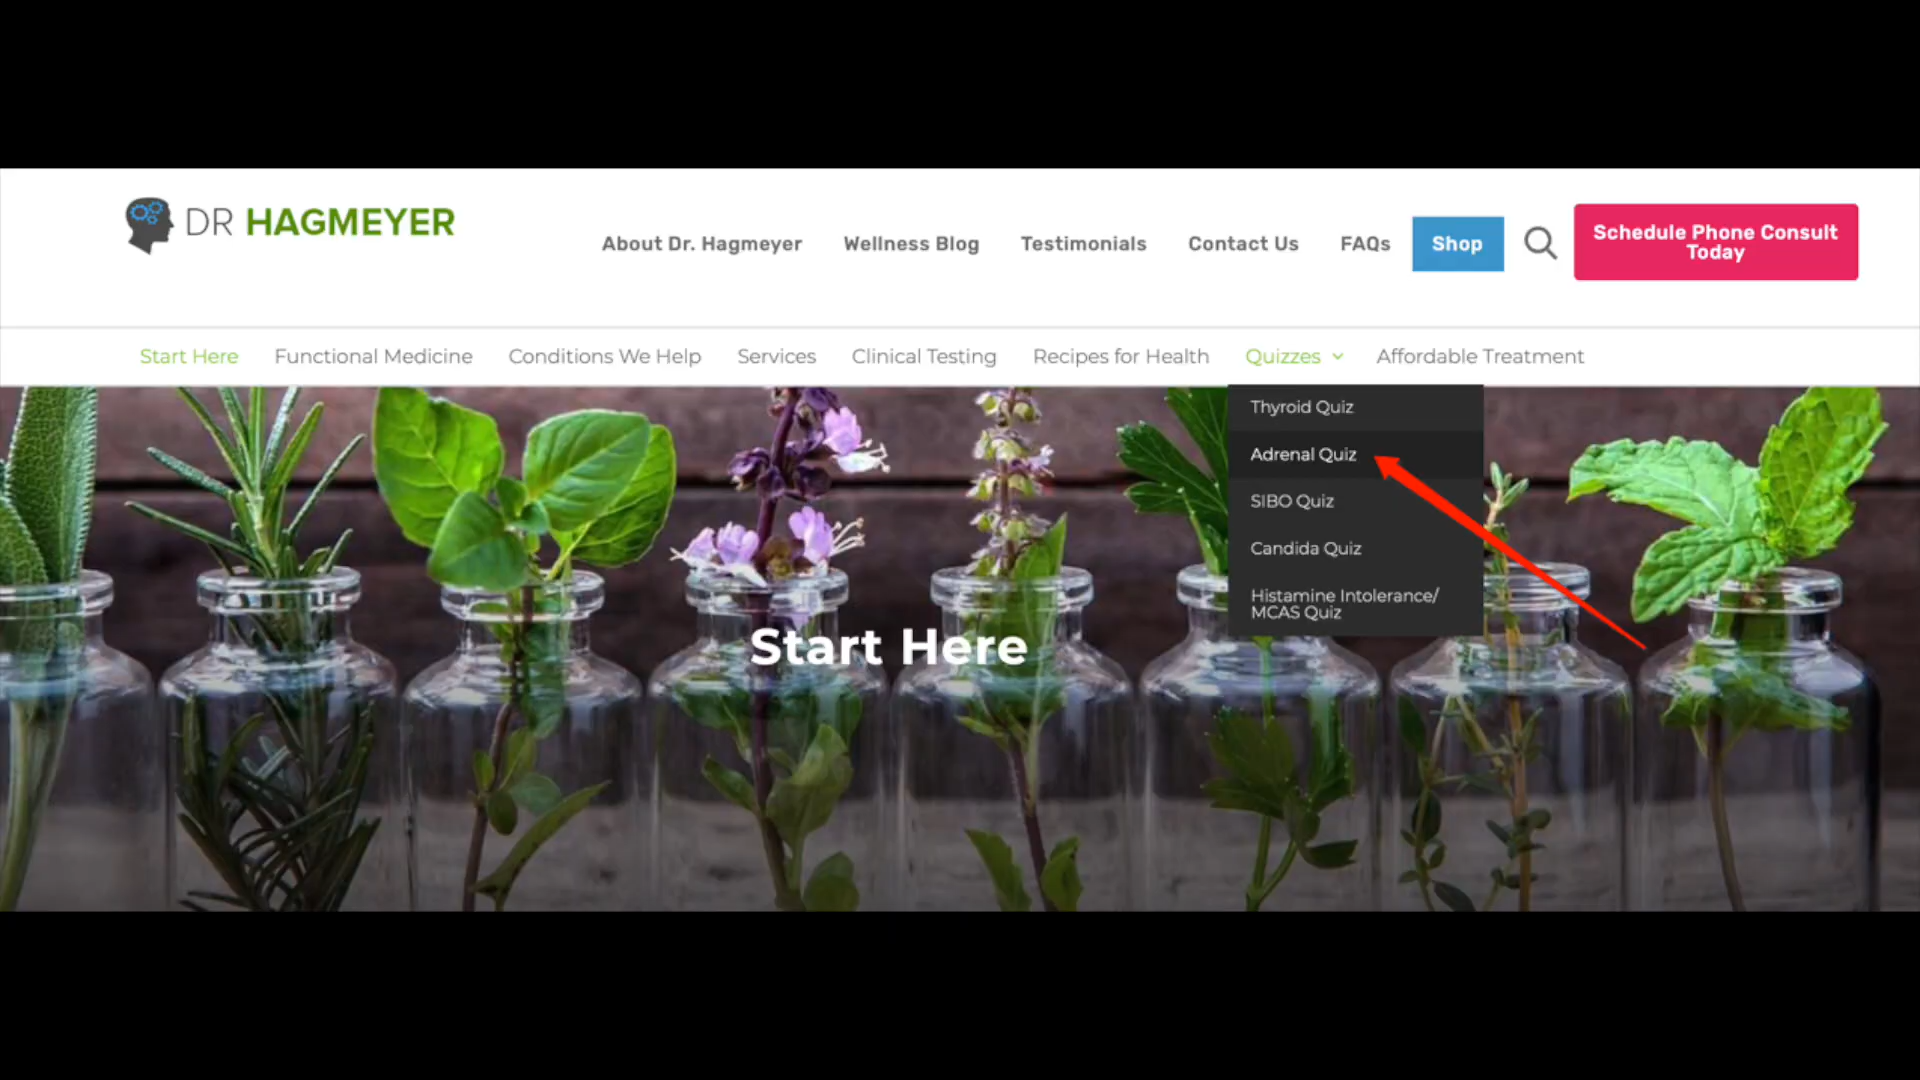 DR HAGMEYER
About Dr. Hagmeyer
Wellness Blog
Testimonials
Contact Us
FAQs
Shop
Schedule Phone Consult
Today
Start Here
Functional Medicine
Conditions We Help
Services
Clinical Testing
Recipes for Health
Quizzes
Affordable Treatment
Thyroid Quiz
Adrenal Quiz
SIBO Quiz
Candida Quiz
Histamine Intolerance/
MCAS Quiz
Start Here